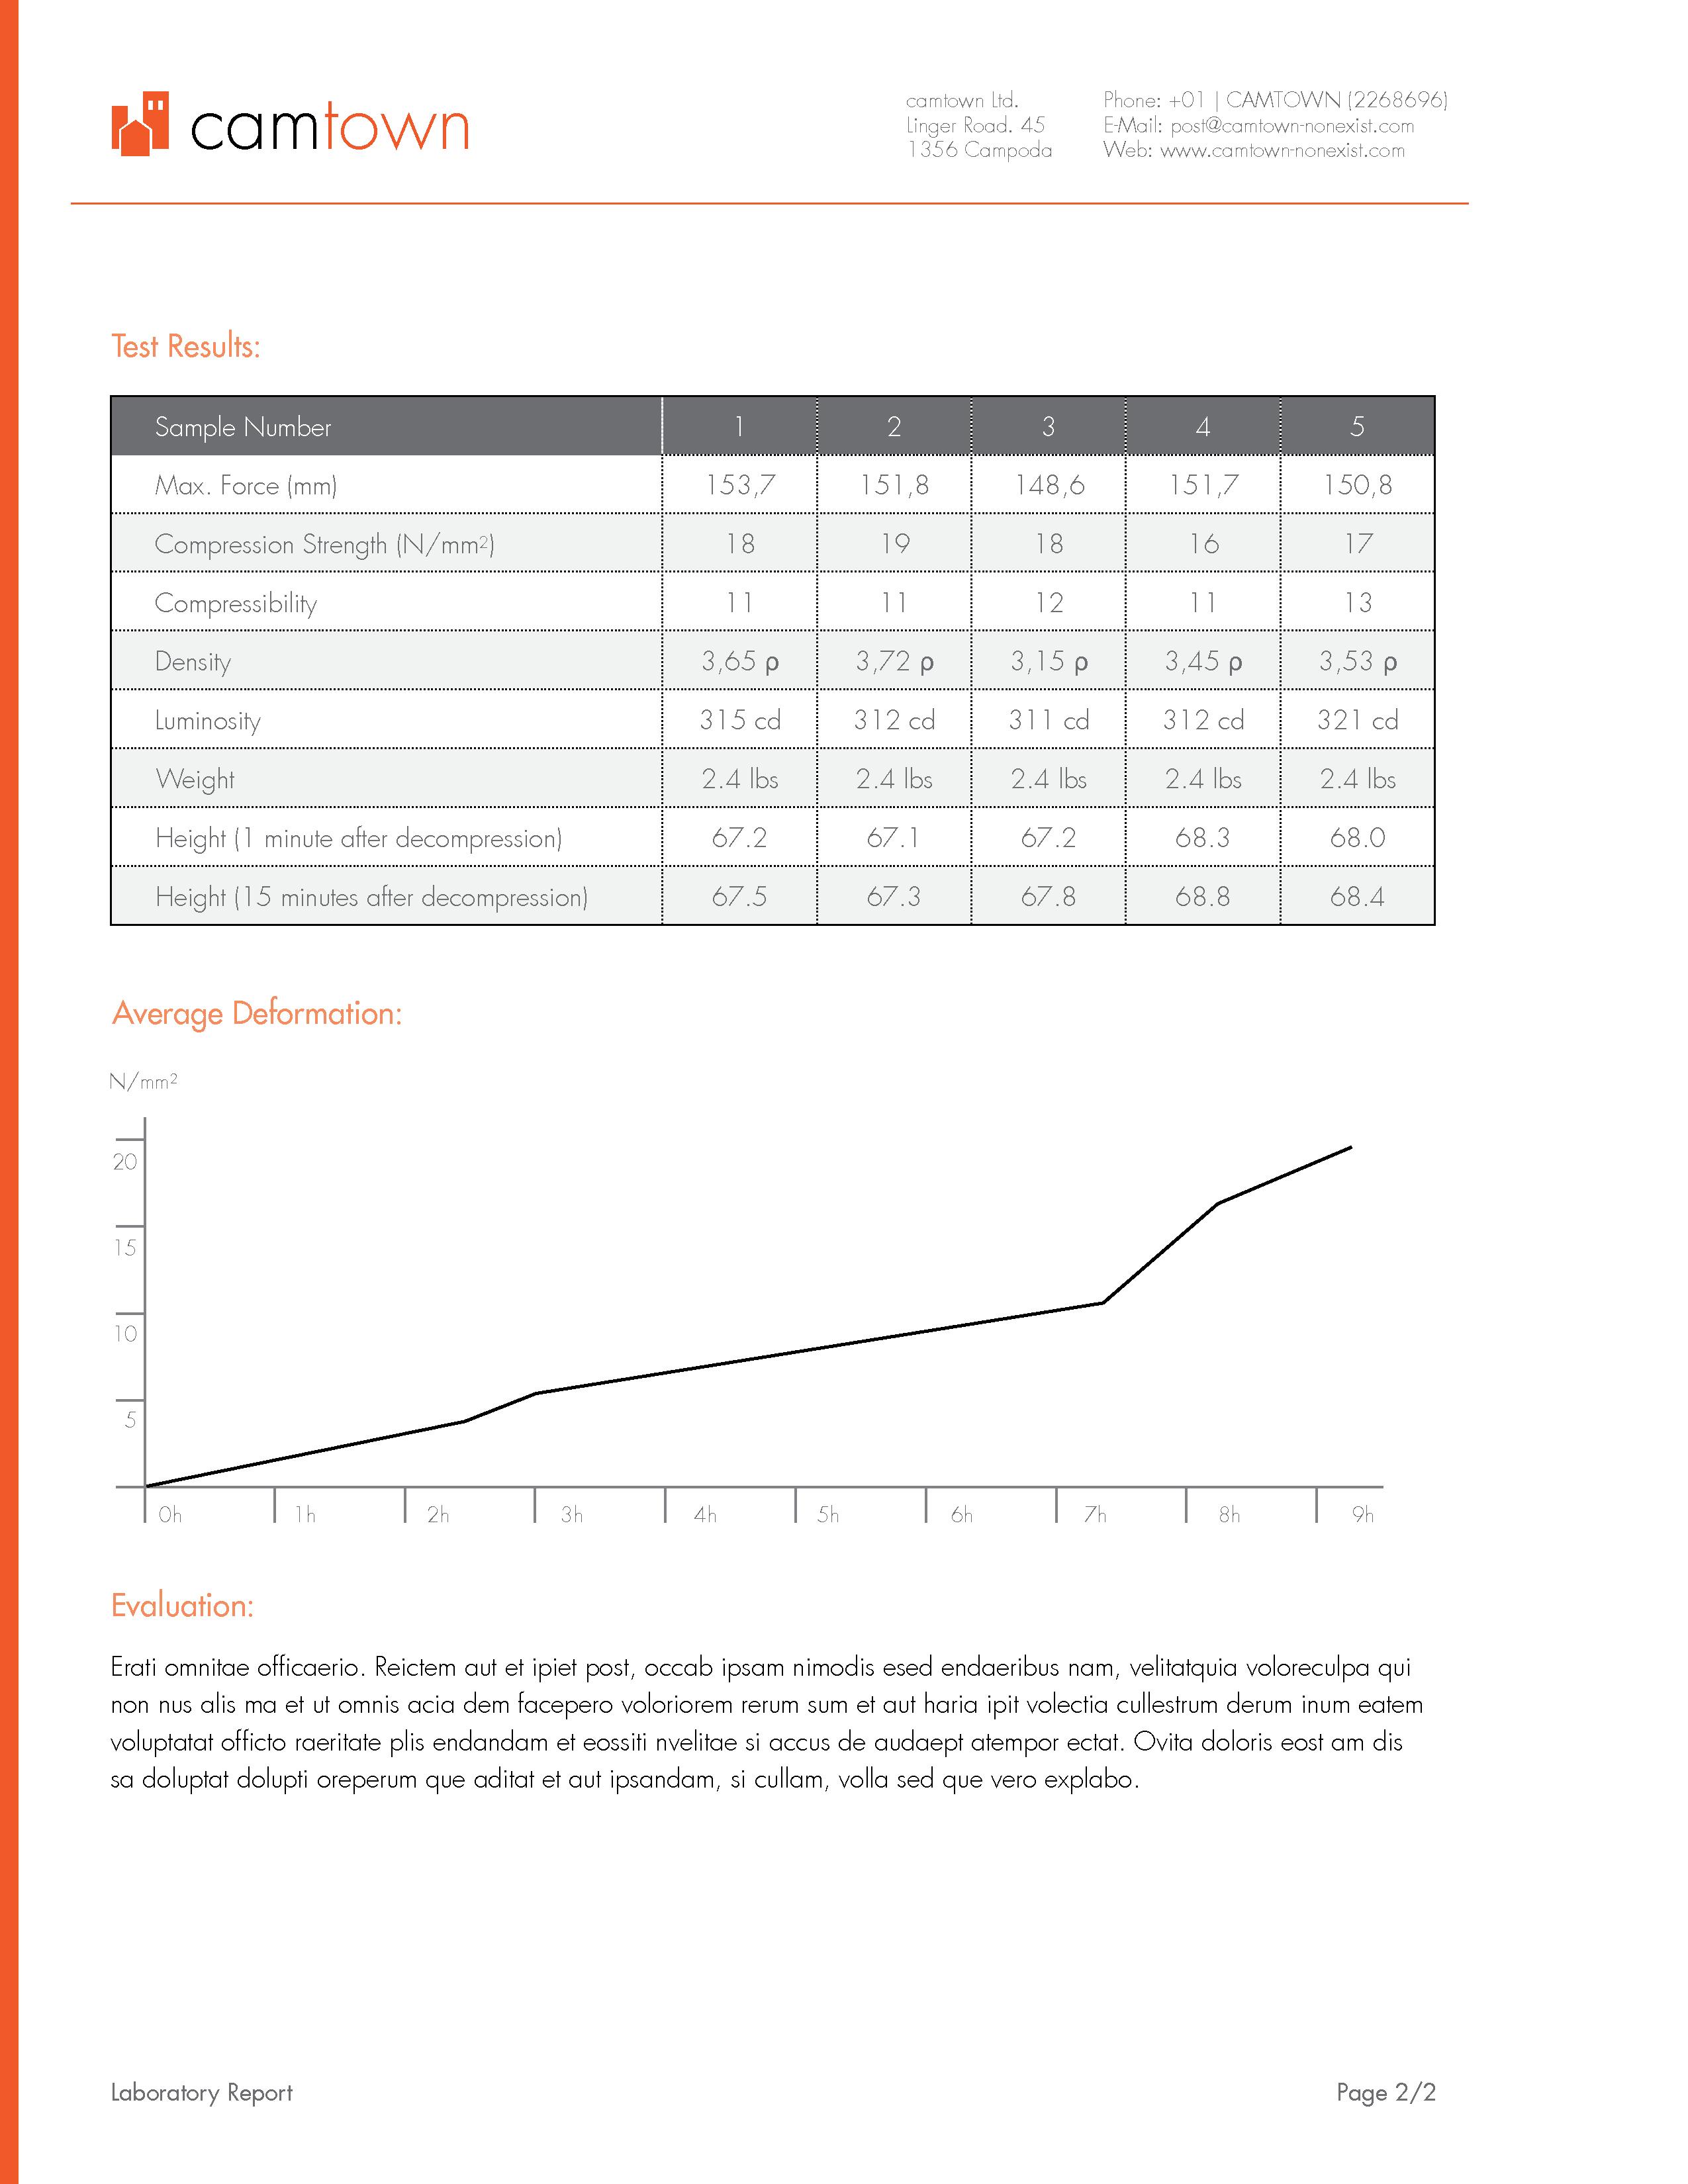 camtown
camtown Ltd.
Linger Road. 45
1356 Campoda
Phone: +01 | CAMTOWN (2268696)
E-Mail: post@camtown-nonexist.com
Web: www.camtown-nonexist.com
Test Results:
Sample Number 1 2 3 4 5
Max. Force (mm) 153,7 151,8 148,6 151,7 150,8
Compression Strength (N/mm²) 18 19 18 16 17
Compressibility 11 11 12 11 13
Density 3,65 ρ 3,72 ρ 3,15 ρ 3,45 ρ 3,53 ρ
Luminosity 315 cd 312 cd 311 cd 312 cd 321 cd
Weight 2.4 lbs 2.4 lbs 2.4 lbs 2.4 lbs 2.4 lbs
Height (1 minute after decompression) 67.2 67.1 67.2 68.3 68.0
Height (15 minutes after decompression) 67.5 67.3 67.8 68.8 68.4
Average Deformation:
N/mm²
20
15
10
5
0h 1h 2h 3h 4h 5h 6h 7h 8h 9h
Evaluation:
Erati omnitae officaerio. Reictem aut et ipiet post, occab ipsam nimodis esed endaeribus nam, velitatquia voloreculpa qui
non nus alis ma et ut omnis acia dem facepero voloriorem rerum sum et aut haria ipit volectia cullestrum derum inum eatem
voluptatat officto raeritate plis endandam et eossiti nvelitae si accus de audaept atempor ectat. Ovita doloris eost am dis
sa doluptat dolupti oreperum que aditat et aut ipsandam, si cullam, volla sed que vero explabo.
Laboratory Report Page 2/2